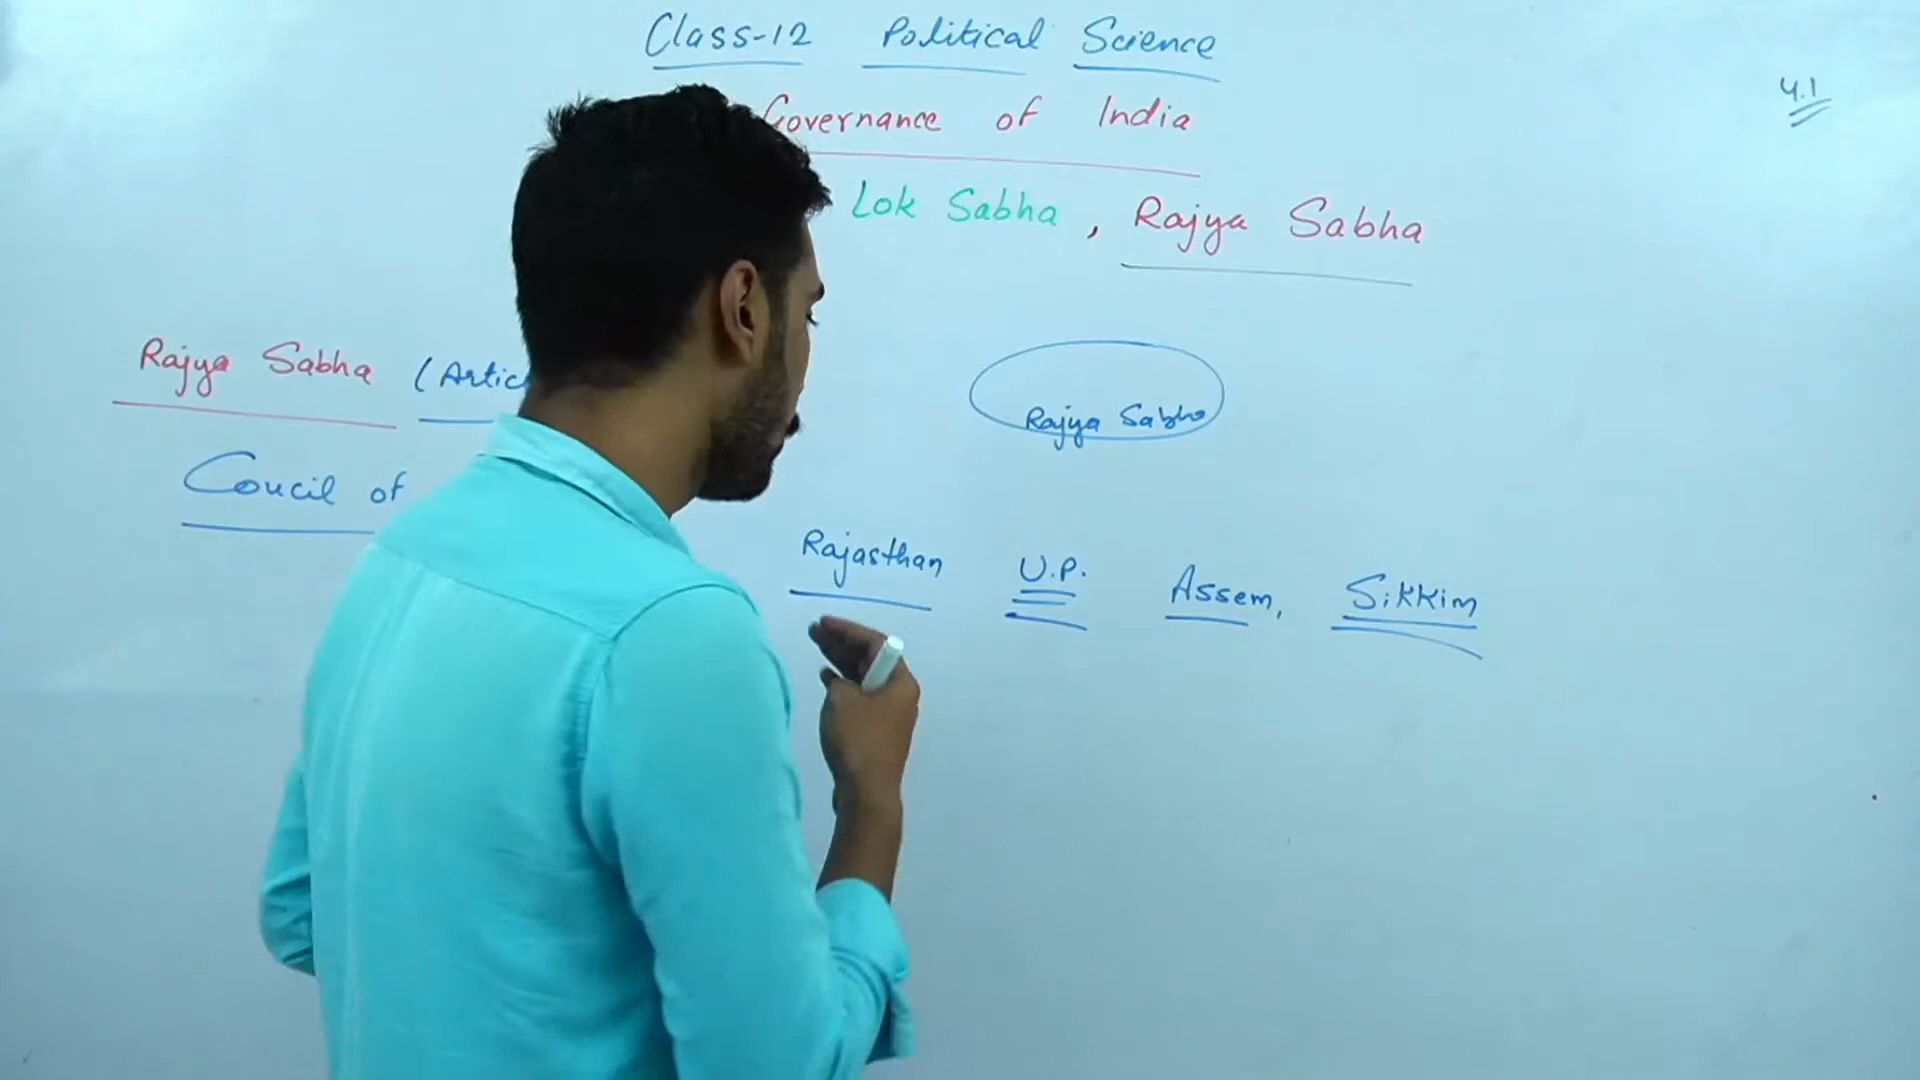 Class-12 Political Science
4.1
Governance of India
Lok Sabha , Rajya Sabha
Rajya Sabha (Artic
Rajya Sabha
Coucil of
Rajasthan U.P. Assem, Sikkim